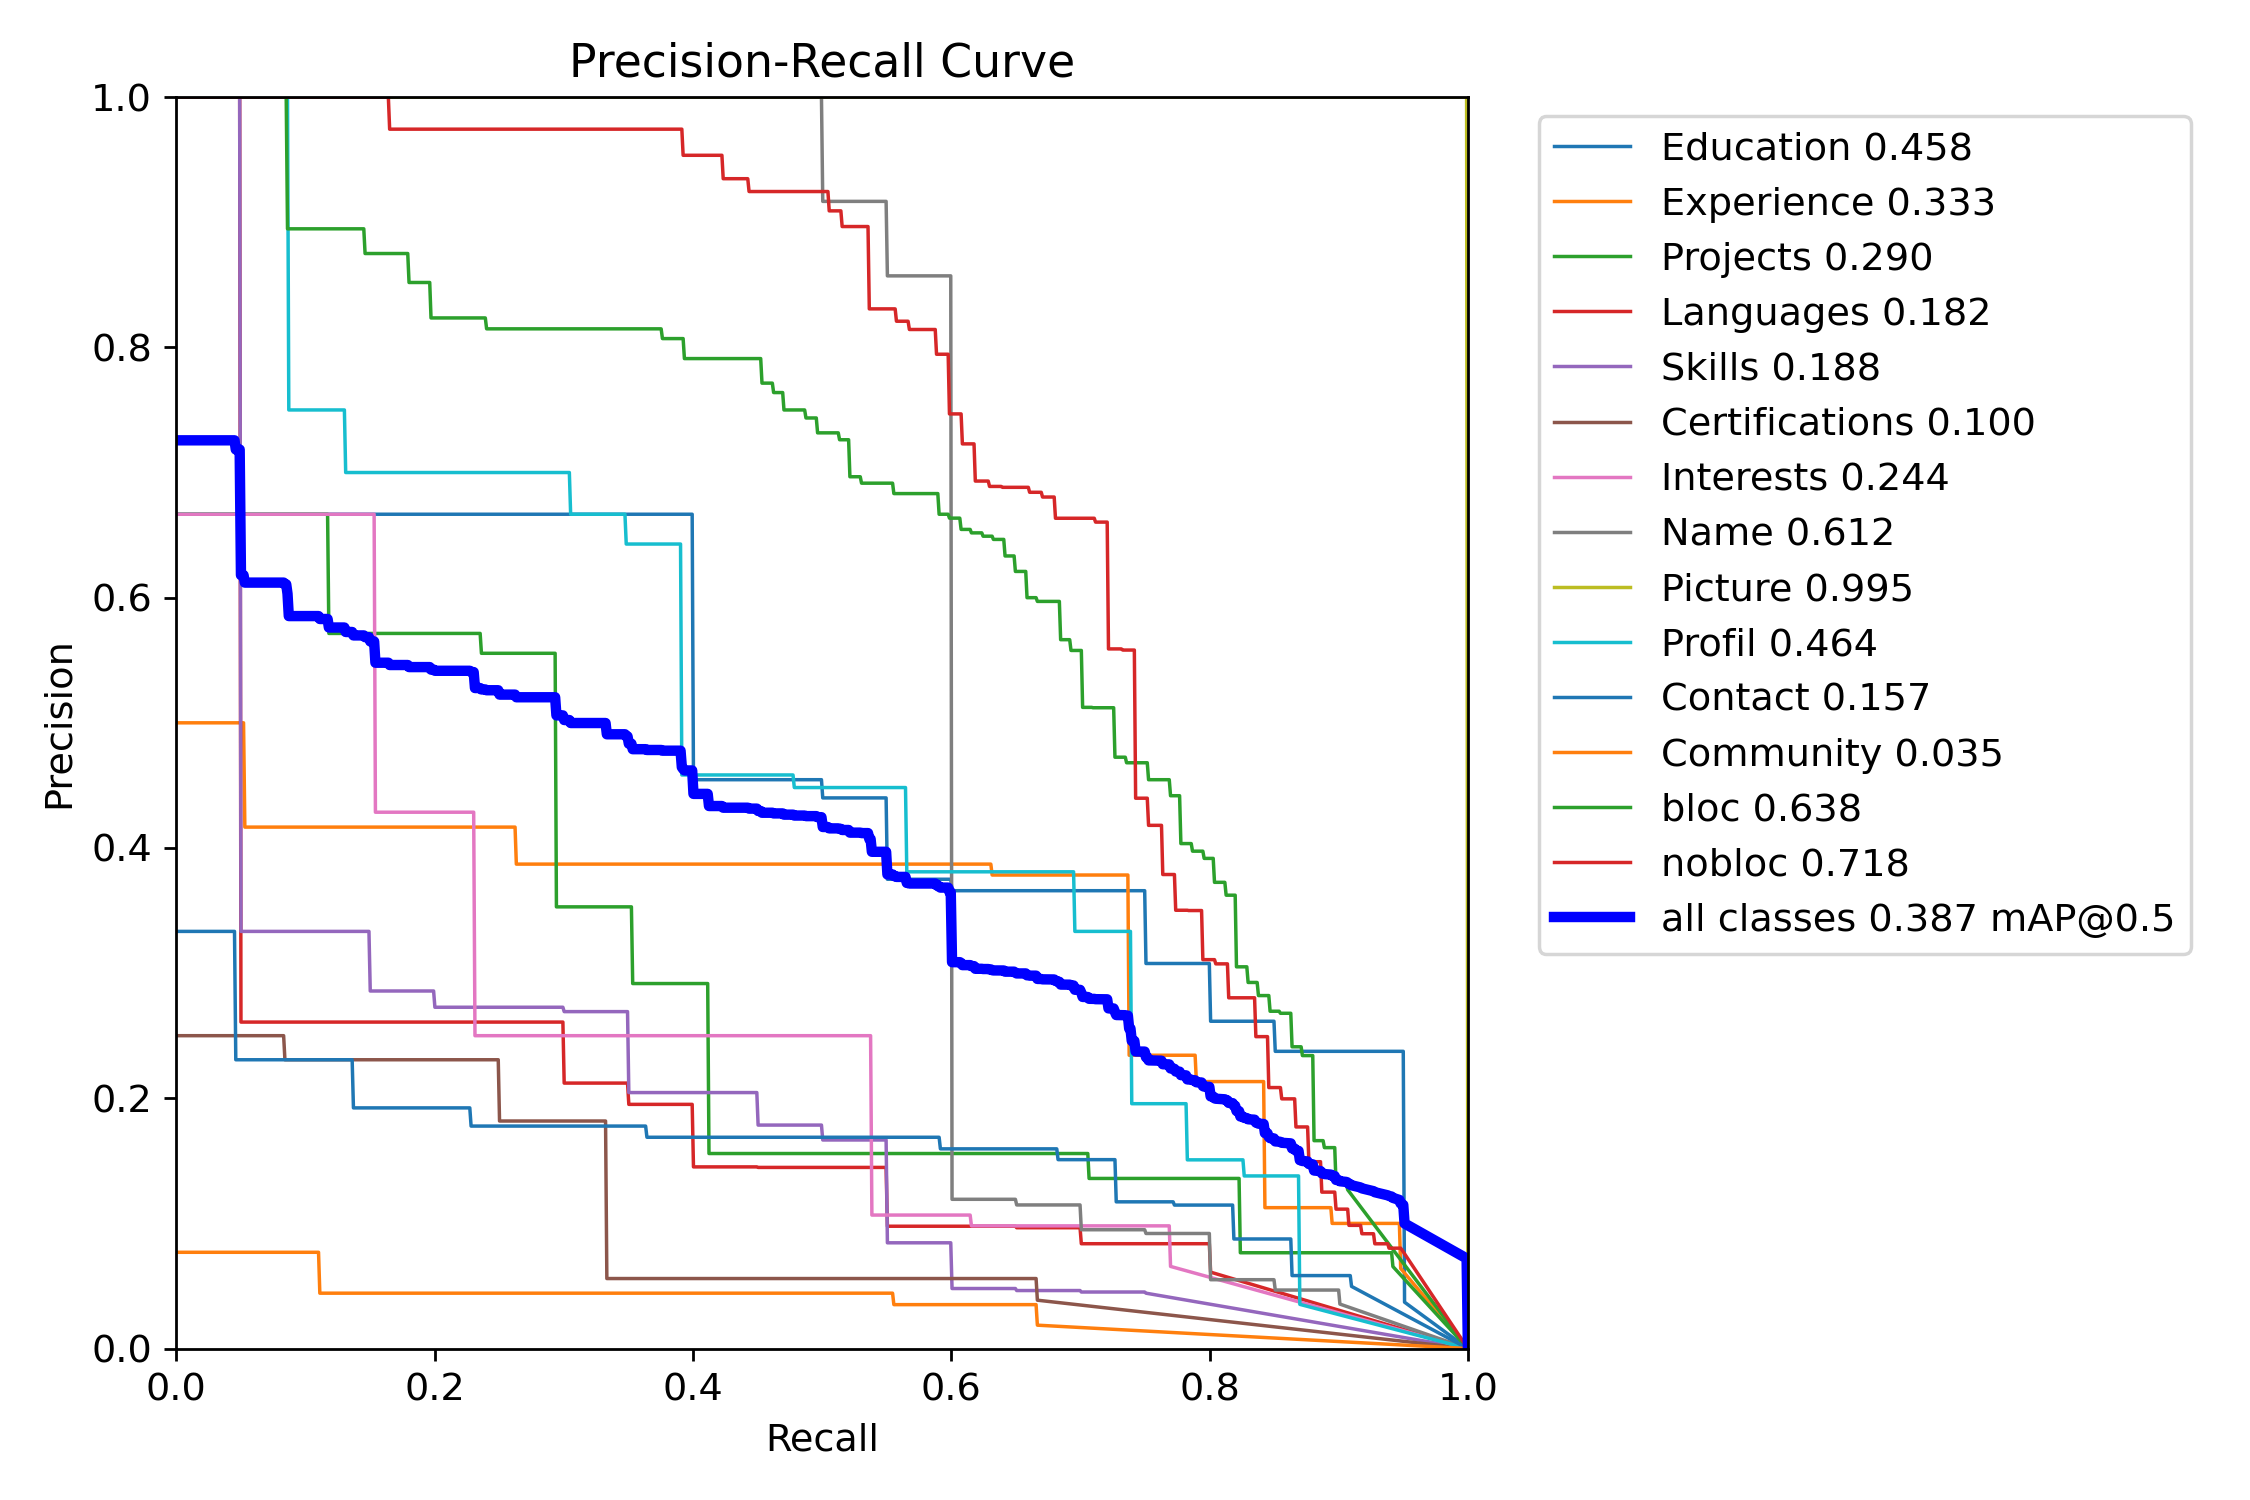 Precision-Recall Curve
1.0
0.8
0.6
0.4
0.2
0.0
Precision
0.0 0.2 0.4 0.6 0.8 1.0
Recall
Education 0.458
Experience 0.333
Projects 0.290
Languages 0.182
Skills 0.188
Certifications 0.100
Interests 0.244
Name 0.612
Picture 0.995
Profil 0.464
Contact 0.157
Community 0.035
bloc 0.638
nobloc 0.718
all classes 0.387 mAP@0.5